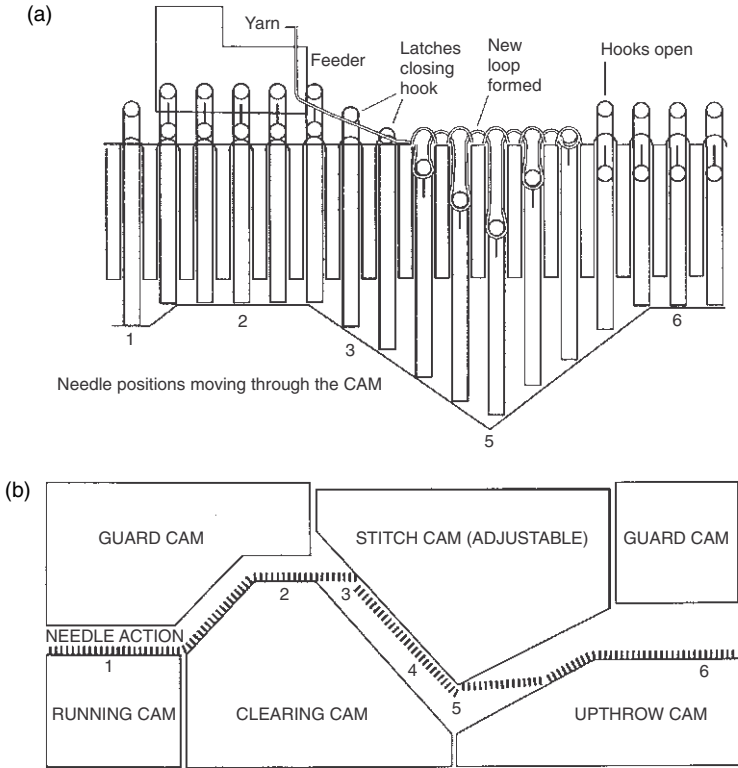 (a)
Yarn
Feeder
Latches
closing
hook
New
loop
formed
Hooks open
1
2
3
5
6
Needle positions moving through the CAM
(b)
GUARD CAM
STITCH CAM (ADJUSTABLE)
GUARD CAM
NEEDLE ACTION
1
2
3
4
5
6
RUNNING CAM
CLEARING CAM
UPTHROW CAM